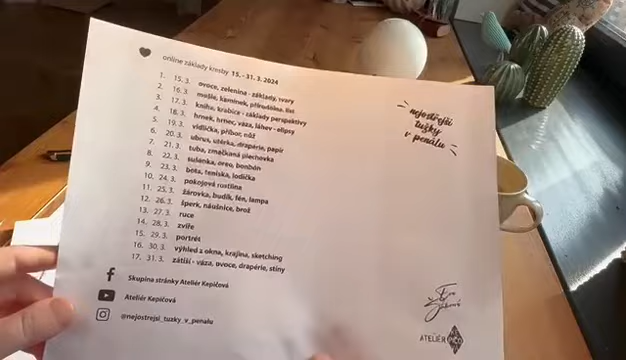 online základy kresby 15. - 31. 3. 2024
1. 15. 3. ovoce, zelenina - základy, tvary
2. 16. 3. mušle, kamínek, přírodnina, list
3. 17. 3. kniha, krabice - základy perspektivy
4. 18. 3. hrnek, hrnec, váza, láhev - elipsy
5. 19. 3. vidlička, příbor, nůž
6. 20. 3. ubrus, utěrka, drapérie, papír
7. 21. 3. tuba, zmačkaná plechovka
8. 22. 3. sušenka, oreo, bonbón
9. 23. 3. bota, teniska, lodička
10. 24. 3. pokojová rostlina
11. 25. 3. žárovka, budík, fén, lampa
12. 26. 3. šperk, náušnice, brož
13. 27. 3. ruce
14. 28. 3. zvíře
15. 29. 3. portrét
16. 30. 3. výhled z okna, krajina, sketching
17. 31. 3. zátiší - váza, ovoce, drapérie, stíny
Skupina stránky Ateliér Kepičová
Ateliér Kepičová
@nejostrejsi_tuzky_v_penalu
nejostřejší
tužky
v penálu
ATELIÉR